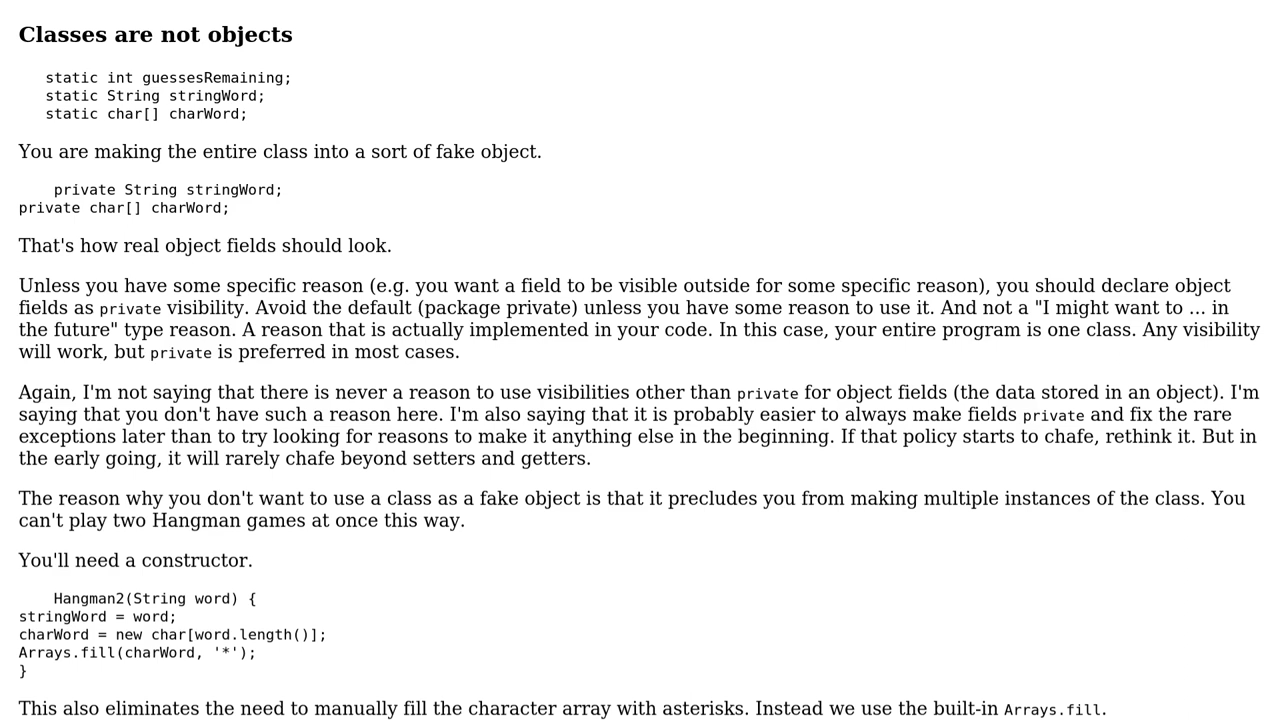 Classes are not objects
static int guessesRemaining;
static String stringWord;
static char[] charWord;
You are making the entire class into a sort of fake object.
private String stringWord;
private char[] charWord;
That's how real object fields should look.
Unless you have some specific reason (e.g. you want a field to be visible outside for some specific reason), you should declare object
fields as private visibility. Avoid the default (package private) unless you have some reason to use it. And not a "I might want to ... in
the future" type reason. A reason that is actually implemented in your code. In this case, your entire program is one class. Any visibility
will work, but private is preferred in most cases.
Again, I'm not saying that there is never a reason to use visibilities other than private for object fields (the data stored in an object). I'm
saying that you don't have such a reason here. I'm also saying that it is probably easier to always make fields private and fix the rare
exceptions later than to try looking for reasons to make it anything else in the beginning. If that policy starts to chafe, rethink it. But in
the early going, it will rarely chafe beyond setters and getters.
The reason why you don't want to use a class as a fake object is that it precludes you from making multiple instances of the class. You
can't play two Hangman games at once this way.
You'll need a constructor.
Hangman2(String word) {
stringWord = word;
charWord = new char[word.length()];
Arrays.fill(charWord, '*');
}
This also eliminates the need to manually fill the character array with asterisks. Instead we use the built-in Arrays.fill.